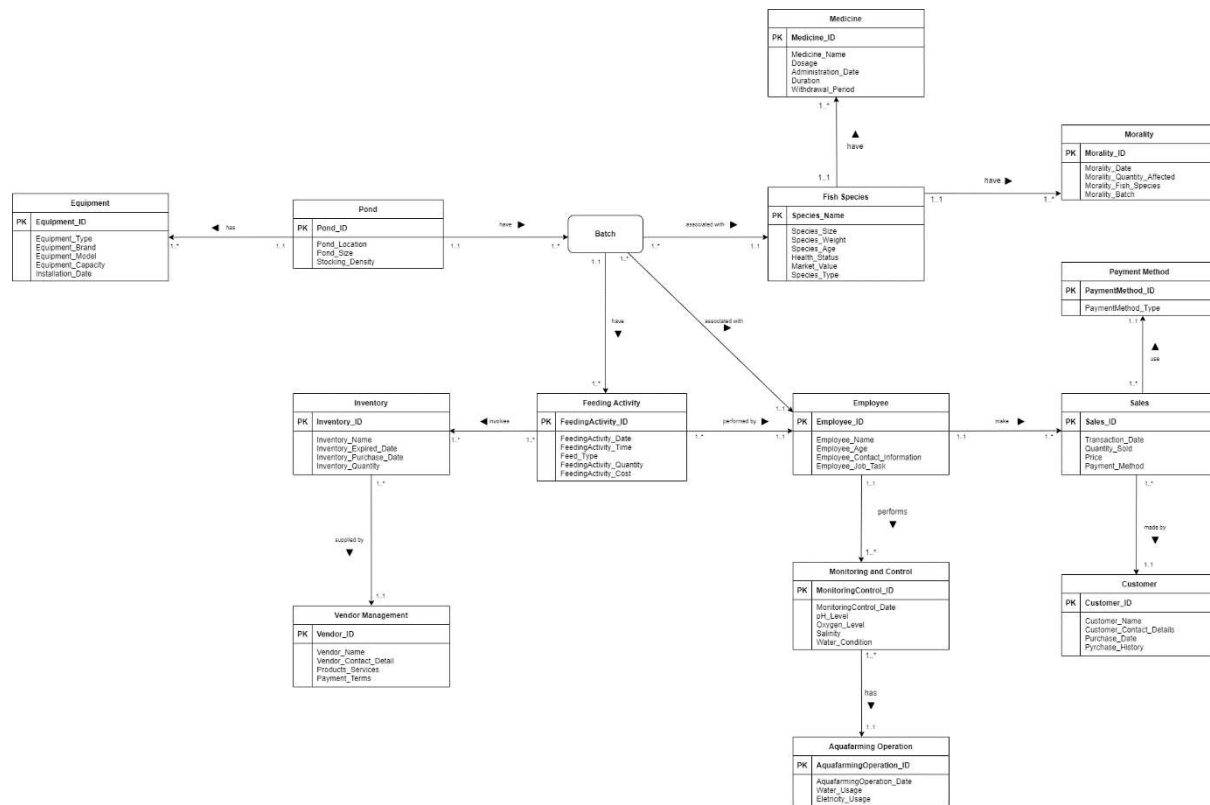 Medicine
PK Medicine_ID
Medicine_Name
Dosage
Administration_Date
Duration
Withdrawal_Period
1..*
have
1..1
Morality
PK Morality_ID
Morality_Date
Morality_Quantity_Affected
Morality_Fish_Species
Morality_Batch
have
1..1
1..*
Equipment
PK Equipment_ID
Equipment_Type
Equipment_Brand
Equipment_Model
Equipment_Capacity
Installation_Date
has
1..*
1..1
Pond
PK Pond_ID
Pond_Location
Pond_Size
Stocking_Density
have
1..1
1..*
Batch
associated with
1..*
1..1
Fish Species
PK Species_Name
Species_Size
Species_Weight
Species_Age
Health_Status
Market_Value
Species_Type
1..1
1..*
have
1..*
associated with
1..1
Payment Method
PK PaymentMethod_ID
PaymentMethod_Type
1..1
use
1..*
Inventory
PK Inventory_ID
Inventory_Name
Inventory_Expired_Date
Inventory_Purchase_Date
Inventory_Quantity
involves
1..*
1..*
Feeding Activity
PK FeedingActivity_ID
FeedingActivity_Date
FeedingActivity_Time
Feed_Type
FeedingActivity_Quantity
FeedingActivity_Cost
performed by
1..*
1..1
Employee
PK Employee_ID
Employee_Name
Employee_Age
Employee_Contact_Information
Employee_Job_Task
make
1..1
1..*
Sales
PK Sales_ID
Transaction_Date
Quantity_Sold
Price
Payment_Method
1..*
supplied by
1..1
1..1
performs
1..*
1..*
made by
1..1
Vendor Management
PK Vendor_ID
Vendor_Name
Vendor_Contact_Detail
Products_Services
Payment_Terms
Monitoring and Control
PK MonitoringControl_ID
MonitoringControl_Date
pH_Level
Oxygen_Level
Salinity
Water_Condition
Customer
PK Customer_ID
Customer_Name
Customer_Contact_Details
Purchase_Date
Pyrchase_History
1..*
has
1..1
Aquafarming Operation
PK AquafarmingOperation_ID
AquafarmingOperation_Date
Water_Usage
Eletricity_Usage